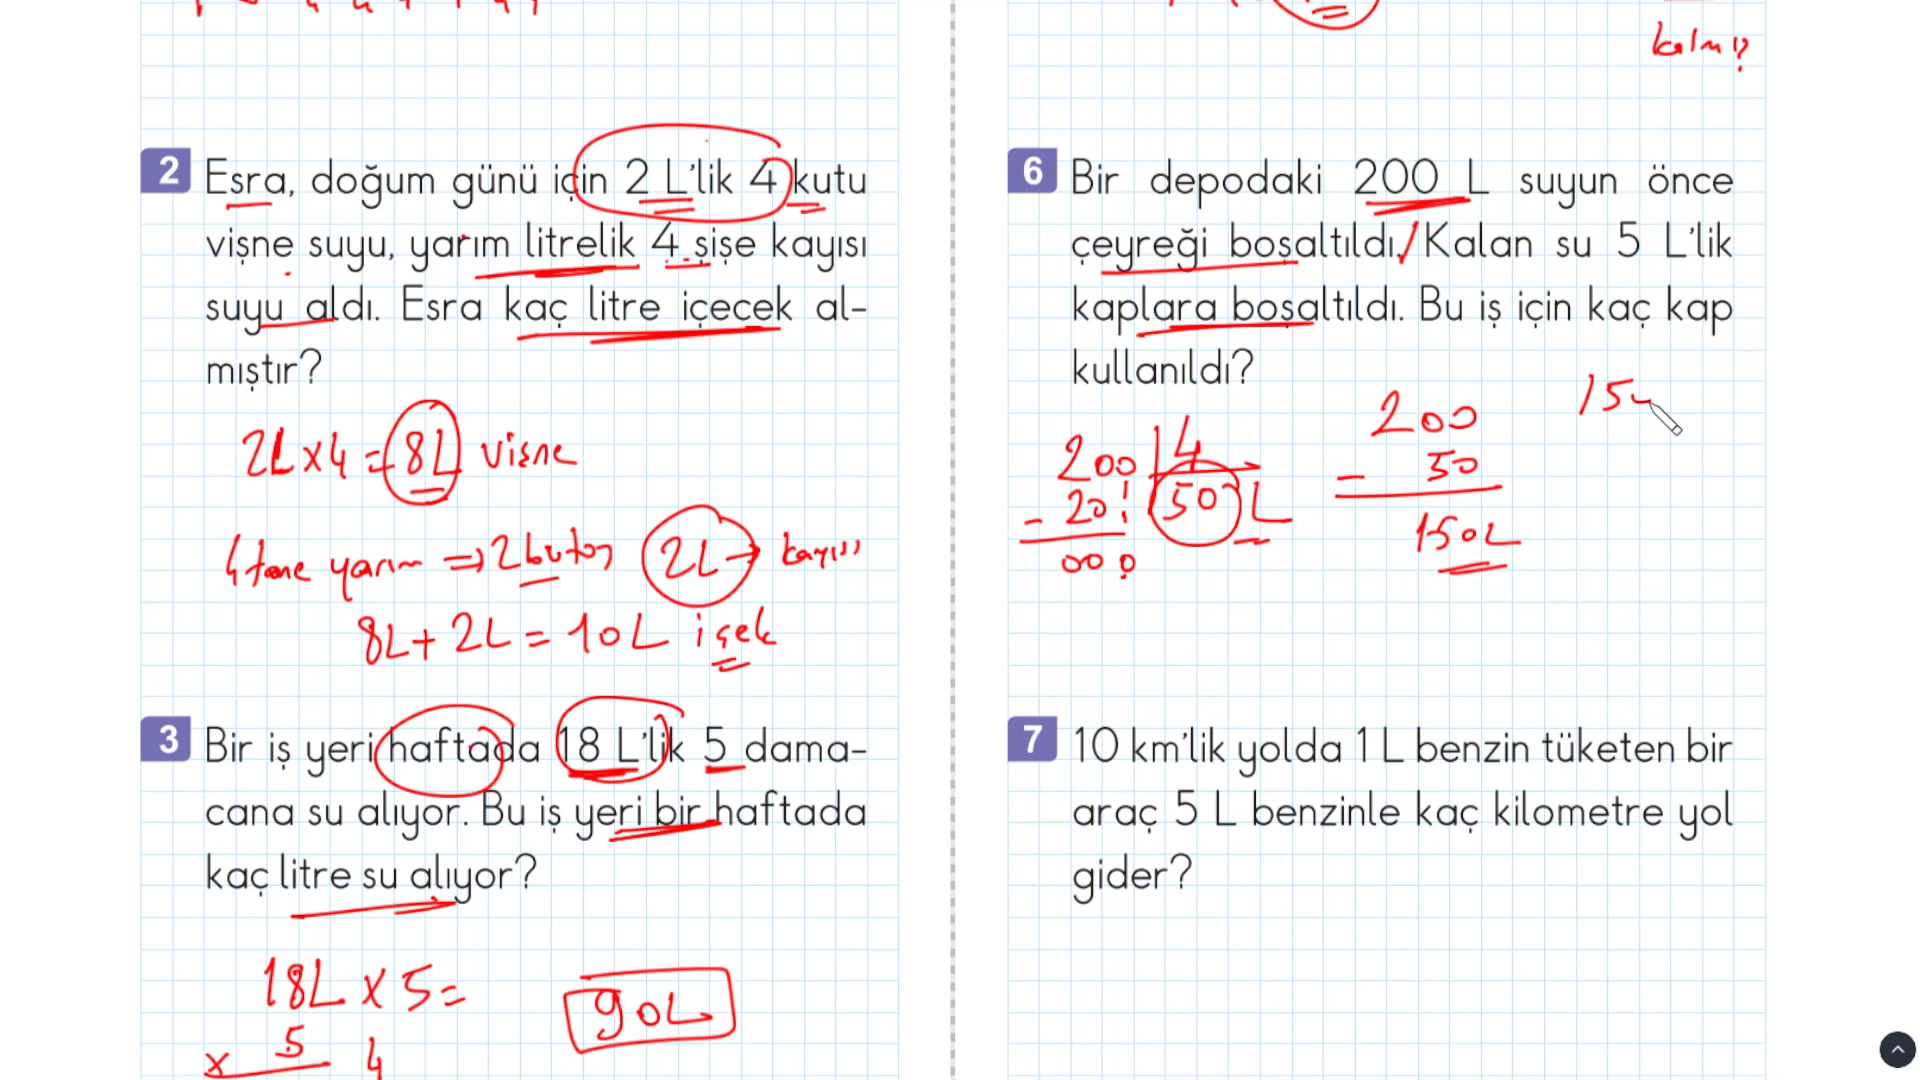 kalmış
2 Esra, doğum günü için 2 L'lik 4 kutu
vişne suyu, yarım litrelik 4 şişe kayısı
suyu aldı. Esra kaç litre içecek al-
mıştır?
2L x 4 = 8L vişne
4 tane yarım ⇒ 2 bütün 2L → kayısı
8L + 2L = 10L içek
3 Bir iş yeri haftada 18 L'lik 5 dama-
cana su alıyor. Bu iş yeri bir haftada
kaç litre su alıyor?
18L x 5 =
90L
x 5 4
6 Bir depodaki 200 L suyun önce
çeyreği boşaltıldı. Kalan su 5 L'lik
kaplara boşaltıldı. Bu iş için kaç kap
kullanıldı?
200 4
- 20 50 L
000
200
- 50
150L
15
7 10 km'lik yolda 1 L benzin tüketen bir
araç 5 L benzinle kaç kilometre yol
gider?